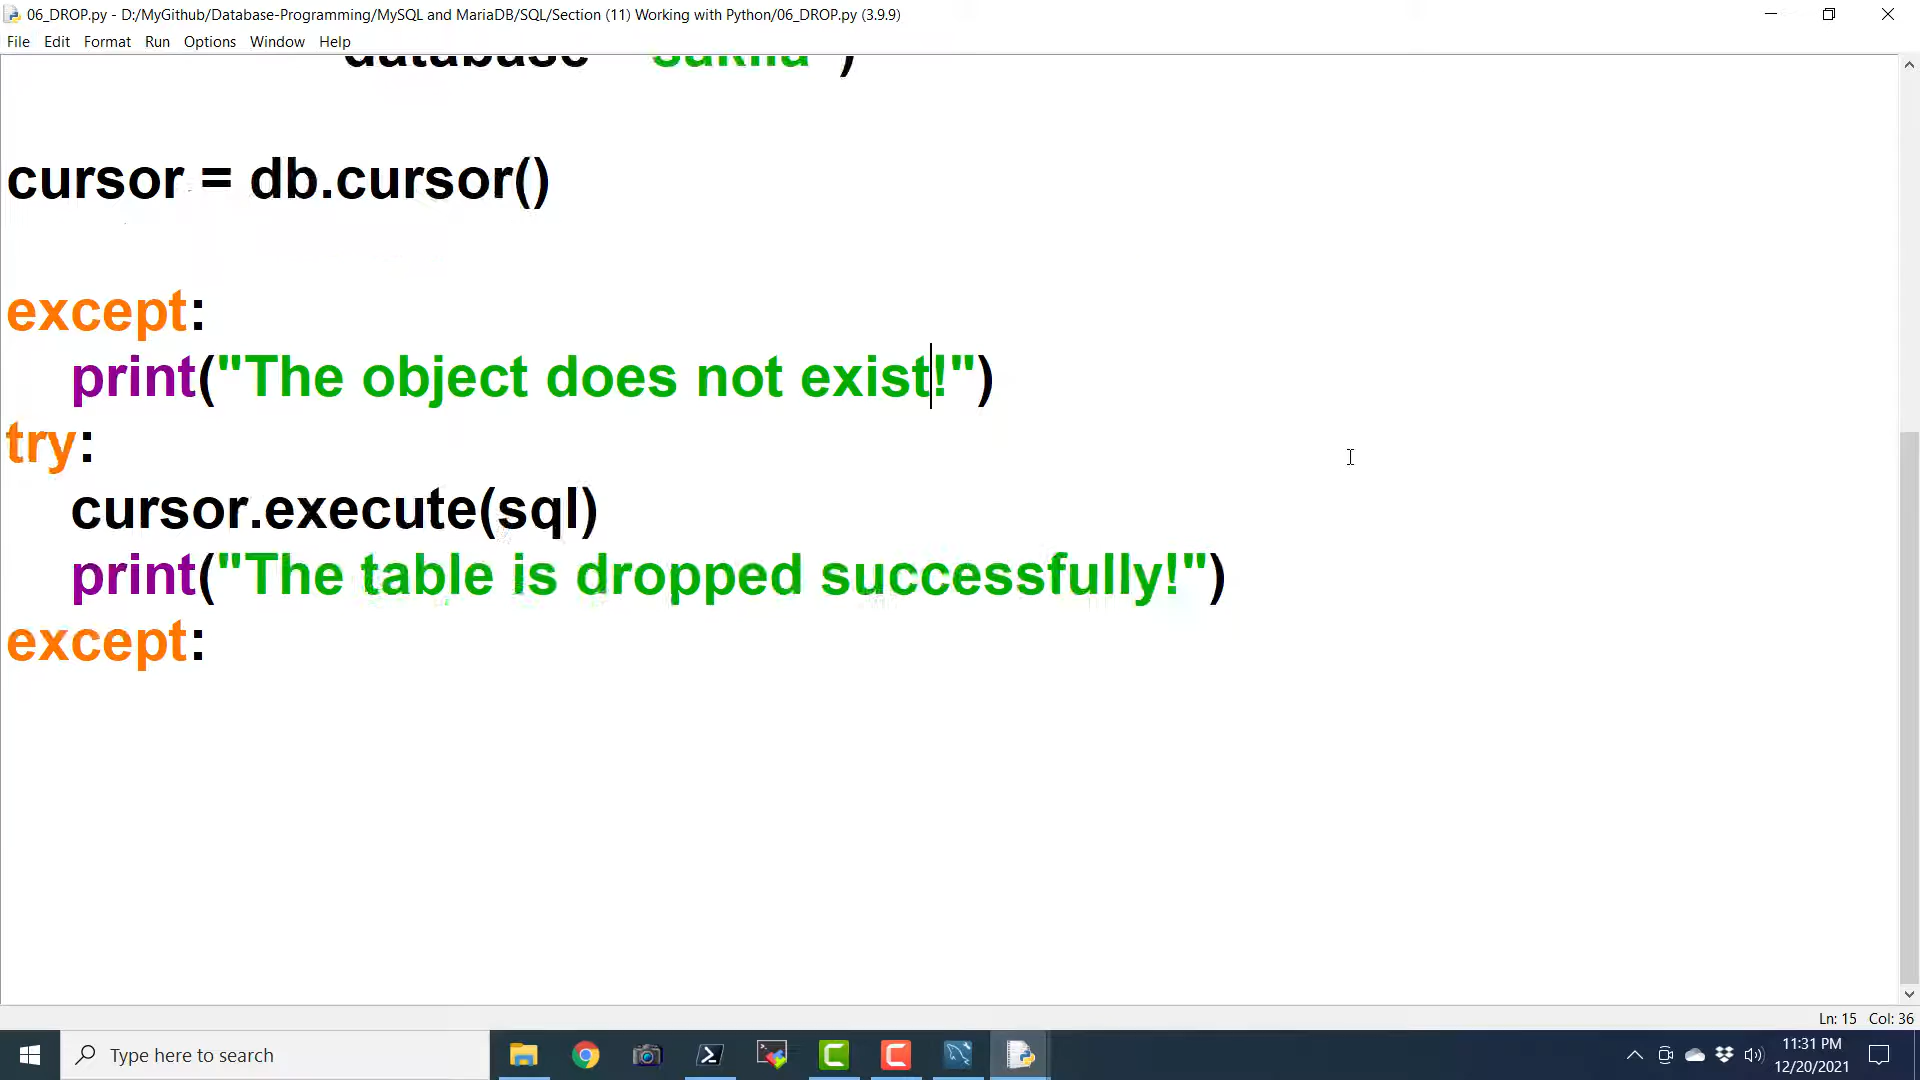 06_DROP.py - D:/MyGithub/Database-Programming/MySQL and MariaDB/SQL/Section (11) Working with Python/06_DROP.py (3.9.9)
File Edit Format Run Options Window Help
database "sakila")
cursor = db.cursor()
except:
print("The object does not exist!")
try:
cursor.execute(sql)
print("The table is dropped successfully!")
except:
Ln: 15 Col: 36
Type here to search
11:31 PM
12/20/2021